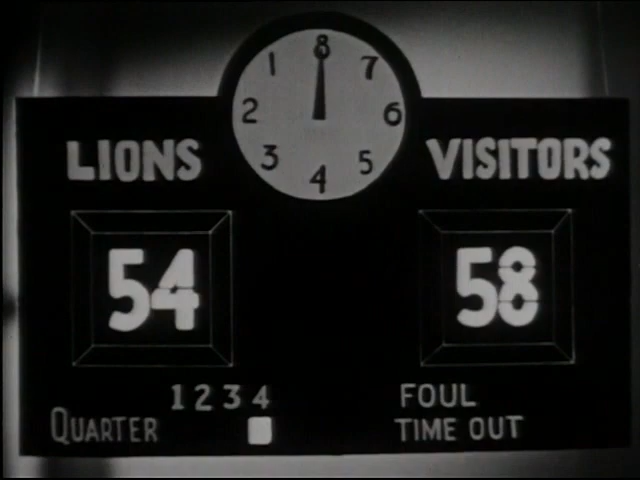 8
1 7
2 6
3 5
4
LIONS VISITORS
54 58
1 2 3 4 FOUL
QUARTER TIME OUT